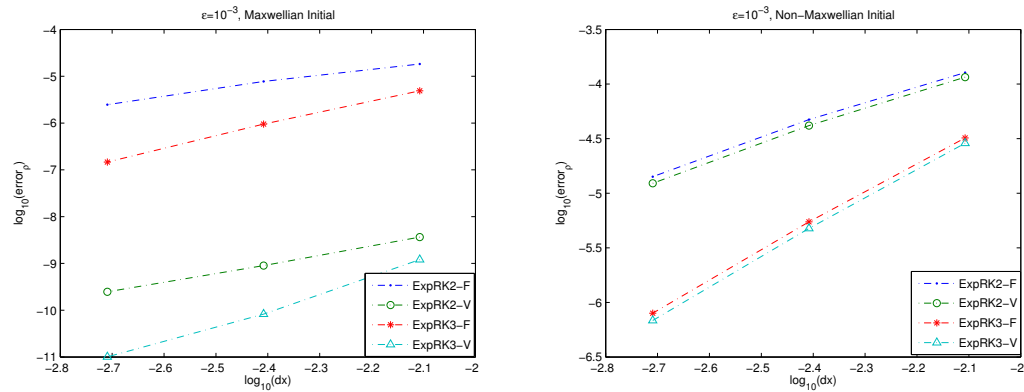 ε=10⁻³, Maxwellian Initial
-4
-5
-6
-7
-8
-9
-10
-11
-2.8
-2.7
-2.6
-2.5
-2.4
-2.3
-2.2
-2.1
-2
log₁₀(dx)
log₁₀(errorρ)
ExpRK2-F
ExpRK2-V
ExpRK3-F
ExpRK3-V
ε=10⁻³, Non-Maxwellian Initial
-3.5
-4
-4.5
-5
-5.5
-6
-6.5
-2.8
-2.7
-2.6
-2.5
-2.4
-2.3
-2.2
-2.1
-2
log₁₀(dx)
log₁₀(errorρ)
ExpRK2-F
ExpRK2-V
ExpRK3-F
ExpRK3-V